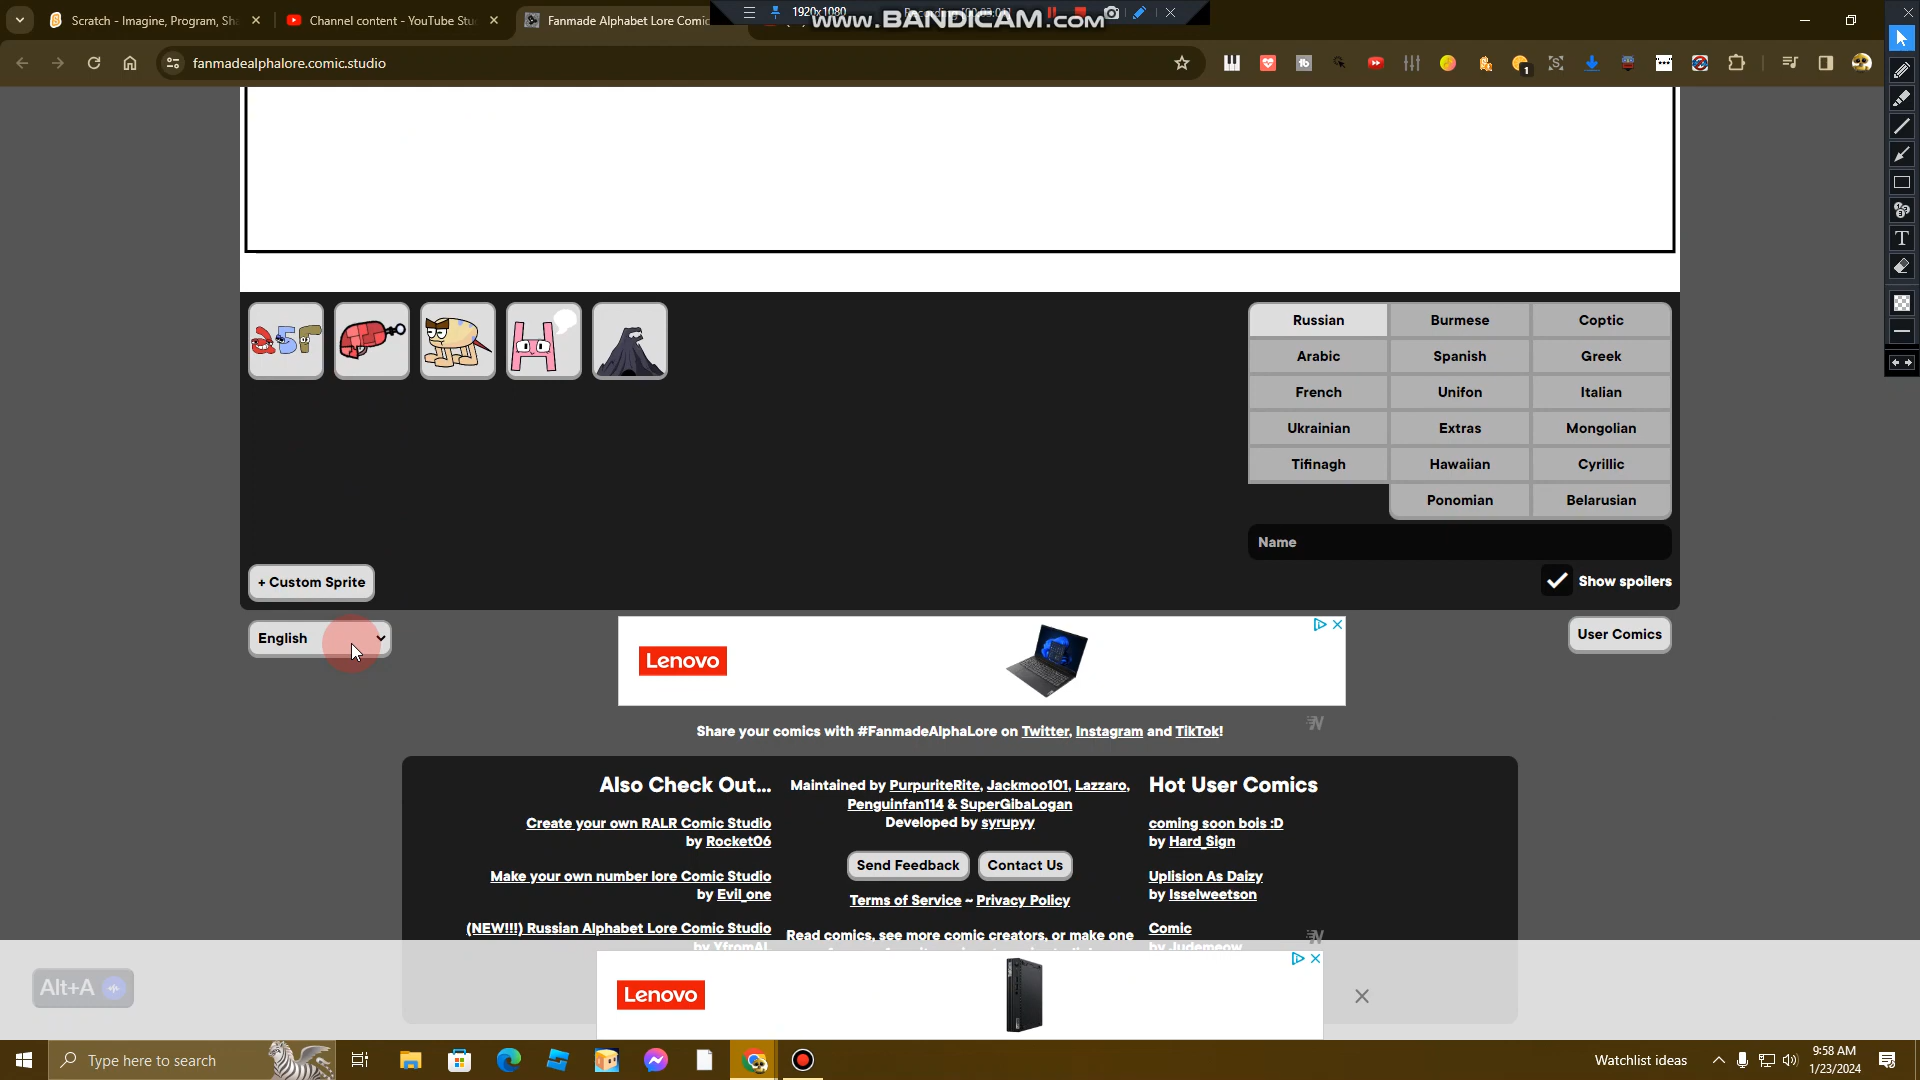 Scratch - Imagine, Program, Sh
Channel content - YouTube Stu
Fanmade Alphabet Lore Comic
1920x1080
www.BANDICAM.com
fanmadealphalore.comic.studio
1
Russian
Burmese
Coptic
Arabic
Spanish
Greek
French
Unifon
Italian
Ukrainian
Extras
Mongolian
Tifinagh
Hawaiian
Cyrillic
Ponomian
Belarusian
Name
+ Custom Sprite
Show spoilers
English
Lenovo
User Comics
Share your comics with #FanmadeAlphaLore on Twitter, Instagram and TikTok!
Also Check Out...
Create your own RALR Comic Studio
by Rocket06
Make your own number lore Comic Studio
by Evil_one
(NEW!!!) Russian Alphabet Lore Comic Studio
by YfromAL
Maintained by PurpuriteRite, Jackmoo101, Lazzaro,
Penguinfan114 & SuperGibaLogan
Developed by syrupyy
Send Feedback
Contact Us
Terms of Service ~ Privacy Policy
Read comics, see more comic creators, or make one
Hot User Comics
coming soon bois :D
by Hard_Sign
Uplision As Daizy
by Isselweetson
Comic
by Judemeow
Alt+A
Lenovo
Type here to search
Watchlist ideas
9:58 AM
1/23/2024